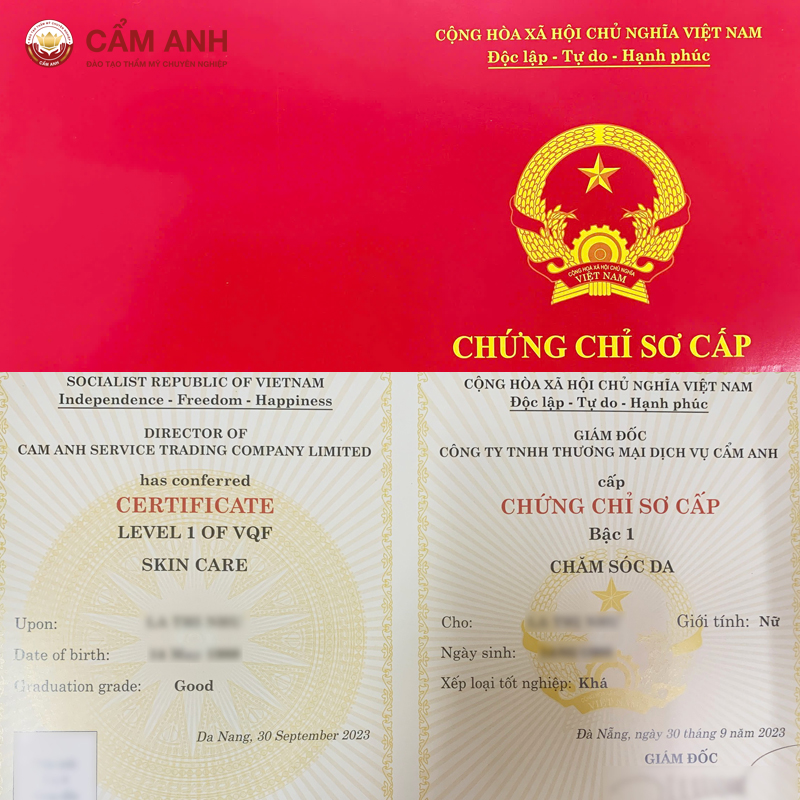 CẨM ANH
ĐÀO TẠO THẨM MỸ CHUYÊN NGHIỆP
CẨM ANH
CỘNG HÒA XÃ HỘI CHỦ NGHĨA VIỆT NAM
Độc lập - Tự do - Hạnh phúc
CỘNG HÒA XÃ HỘI CHỦ NGHĨA
VIỆT NAM
CHỨNG CHỈ SƠ CẤP
SOCIALIST REPUBLIC OF VIETNAM
Independence - Freedom - Happiness
DIRECTOR OF
CAM ANH SERVICE TRADING COMPANY LIMITED
has conferred
CERTIFICATE
LEVEL 1 OF VQF
SKIN CARE
Upon:
Date of birth:
Graduation grade: Good
Da Nang, 30 September 2023
CỘNG HÒA XÃ HỘI CHỦ NGHĨA VIỆT NAM
Độc lập - Tự do - Hạnh phúc
GIÁM ĐỐC
CÔNG TY TNHH THƯƠNG MẠI DỊCH VỤ CẨM ANH
cấp
CHỨNG CHỈ SƠ CẤP
Bậc 1
CHĂM SÓC DA
Cho: Giới tính: Nữ
Ngày sinh:
Xếp loại tốt nghiệp: Khá
Đà Nẵng, ngày 30 tháng 9 năm 2023
GIÁM ĐỐC